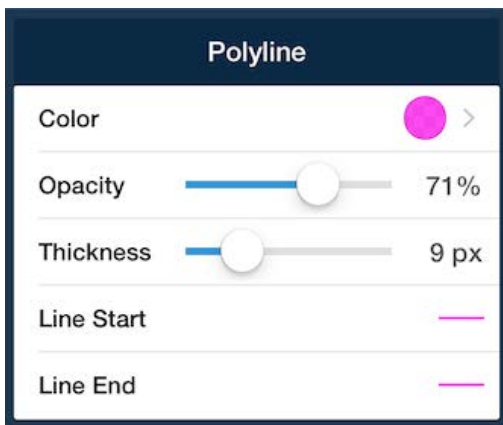 Polyline
Color
Opacity 71%
Thickness 9 px
Line Start
Line End